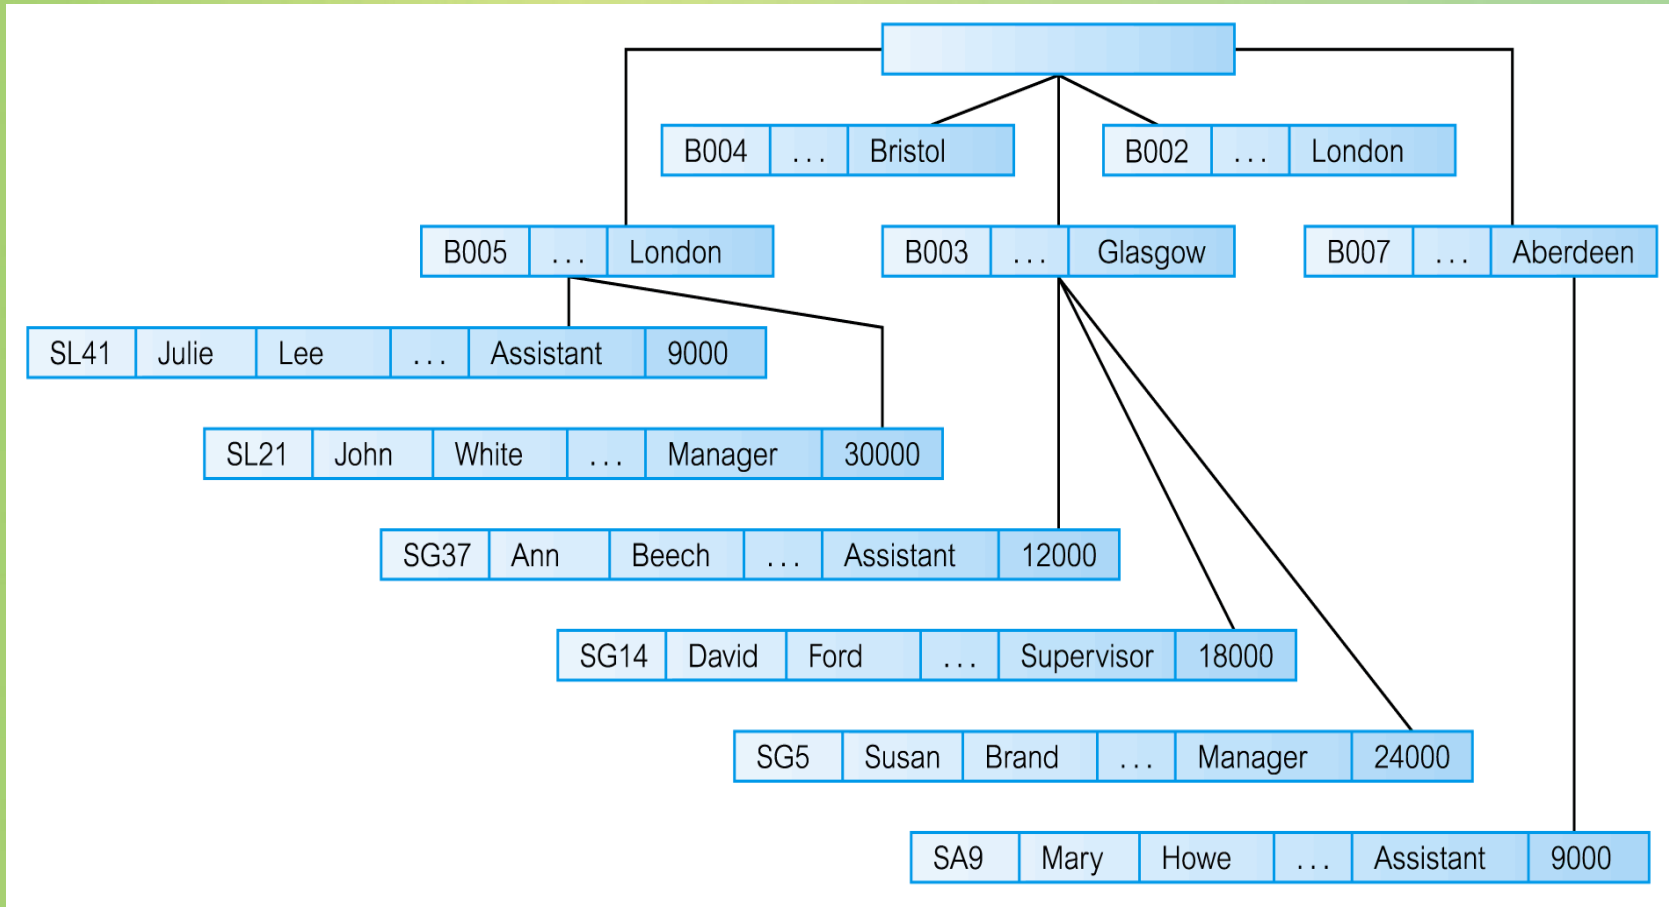 B004 ... Bristol
B002 ... London
B005 ... London
B003 ... Glasgow
B007 ... Aberdeen
SL41 Julie Lee ... Assistant 9000
SL21 John White ... Manager 30000
SG37 Ann Beech ... Assistant 12000
SG14 David Ford ... Supervisor 18000
SG5 Susan Brand ... Manager 24000
SA9 Mary Howe ... Assistant 9000